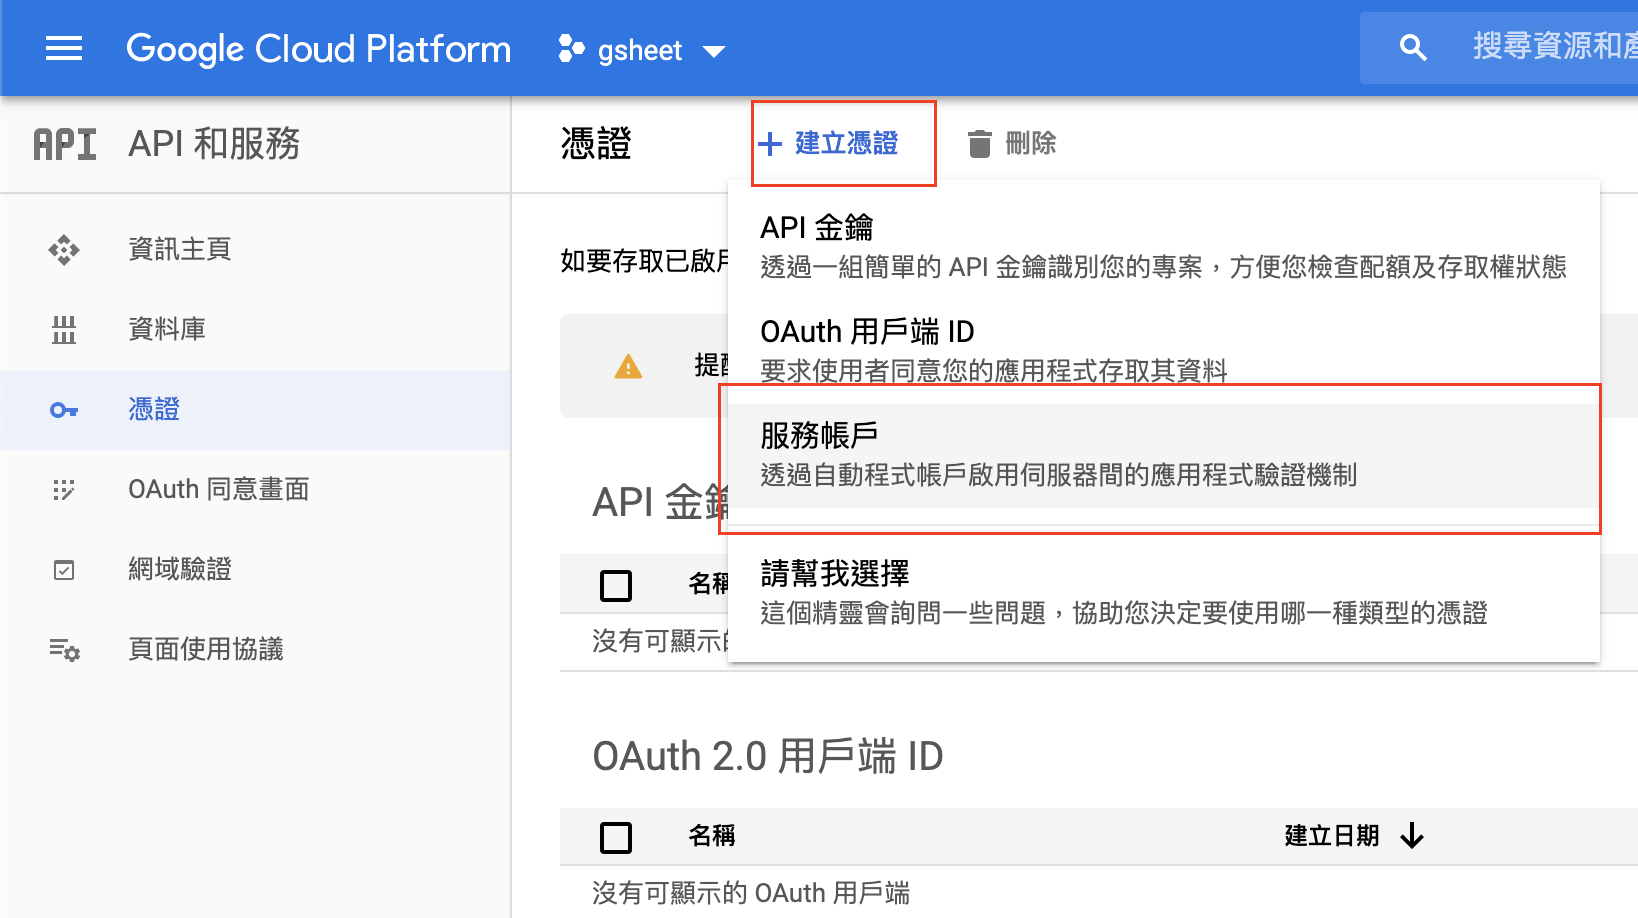 Google Cloud Platform
gsheet
搜尋資源和
API
API 和服務
憑證
建立憑證
刪除
資訊主頁
資料庫
憑證
OAuth 同意畫面
網域驗證
頁面使用協議
如要存取已啟
API 金鑰
透過一組簡單的 API 金鑰識別您的專案，方便您檢查配額及存取權狀態
OAuth 用戶端 ID
要求使用者同意您的應用程式存取其資料
服務帳戶
透過自動程式帳戶啟用伺服器間的應用程式驗證機制
請幫我選擇
這個精靈會詢問一些問題，協助您決定要使用哪一種類型的憑證
提
API 金
名
沒有可顯示
OAuth 2.0 用戶端 ID
名稱
建立日期
沒有可顯示的 OAuth 用戶端